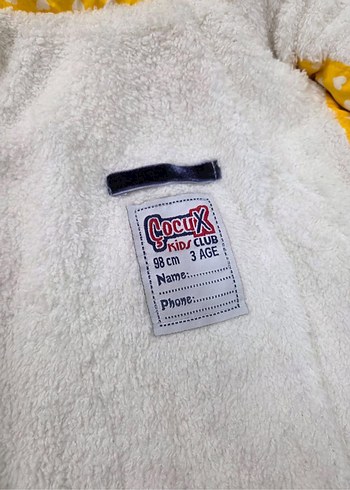 ÇocuX
KIDS CLUB
98 cm 3 AGE
Name:..............
Phone:............
..............................